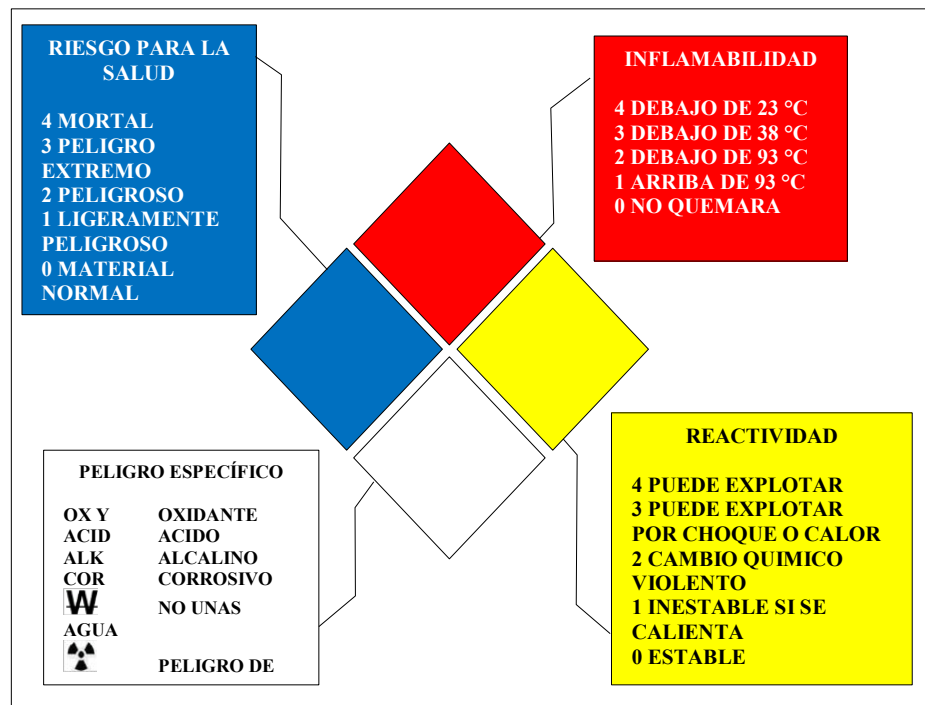 RIESGO PARA LA
SALUD
4 MORTAL
3 PELIGRO
EXTREMO
2 PELIGROSO
1 LIGERAMENTE
PELIGROSO
0 MATERIAL
NORMAL
INFLAMABILIDAD
4 DEBAJO DE 23 °C
3 DEBAJO DE 38 °C
2 DEBAJO DE 93 °C
1 ARRIBA DE 93 °C
0 NO QUEMARA
PELIGRO ESPECÍFICO
OX Y OXIDANTE
ACID ACIDO
ALK ALCALINO
COR CORROSIVO
W NO UNAS
AGUA
PELIGRO DE
REACTIVIDAD
4 PUEDE EXPLOTAR
3 PUEDE EXPLOTAR
POR CHOQUE O CALOR
2 CAMBIO QUIMICO
VIOLENTO
1 INESTABLE SI SE
CALIENTA
0 ESTABLE